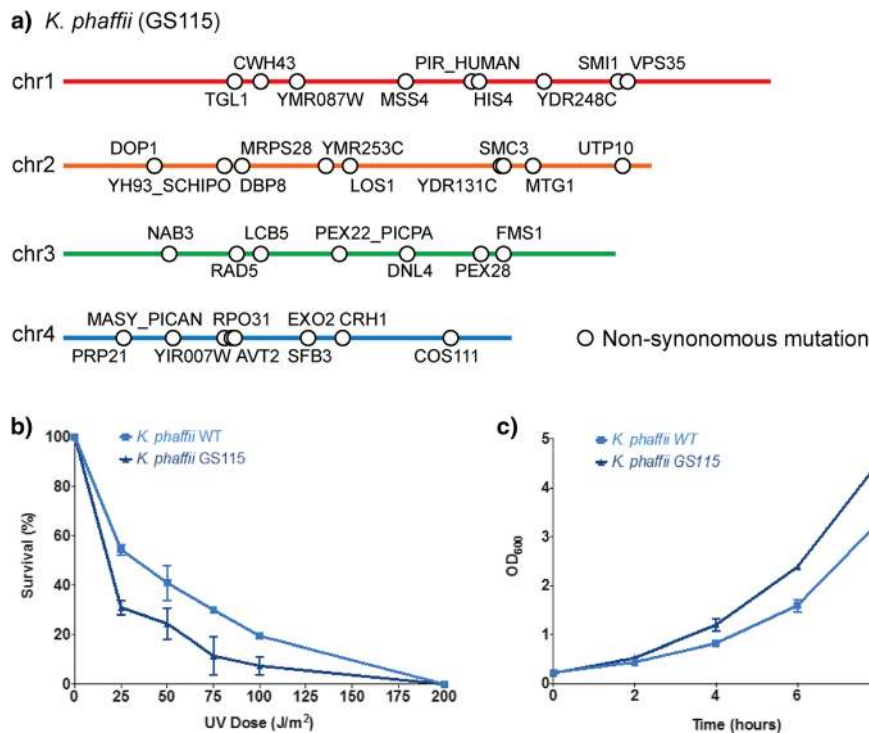 a) K. phaffii (GS115)
CWH43 PIR_HUMAN SMI1 VPS35
chr1
TGL1 YMR087W MSS4 HIS4 YDR248C
DOP1 MRPS28 YMR253C SMC3 UTP10
chr2
YH93_SCHIPO DBP8 LOS1 YDR131C MTG1
NAB3 LCB5 PEX22_PICPA FMS1
chr3
RAD5 DNL4 PEX28
MASY_PICAN RPO31 EXO2 CRH1
chr4 Non-synonomous mutation
PRP21 YIR007W AVT2 SFB3 COS111
b)
K. phaffii WT
K. phaffii GS115
100
80
60
40
20
0
Survival (%)
0 25 50 75 100 125 150 175 200
UV Dose (J/m²)
c)
K. phaffii WT
K. phaffii GS115
5
4
3
2
1
0
OD600
0 2 4 6
Time (hours)